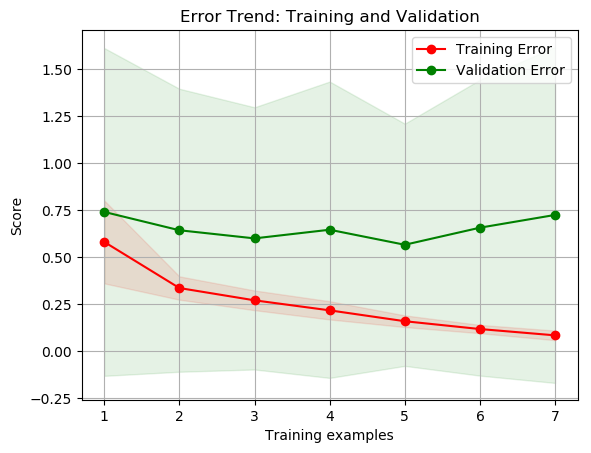 Error Trend: Training and Validation
Training Error
Validation Error
Score
1.50
1.25
1.00
0.75
0.50
0.25
0.00
−0.25
1 2 3 4 5 6 7
Training examples